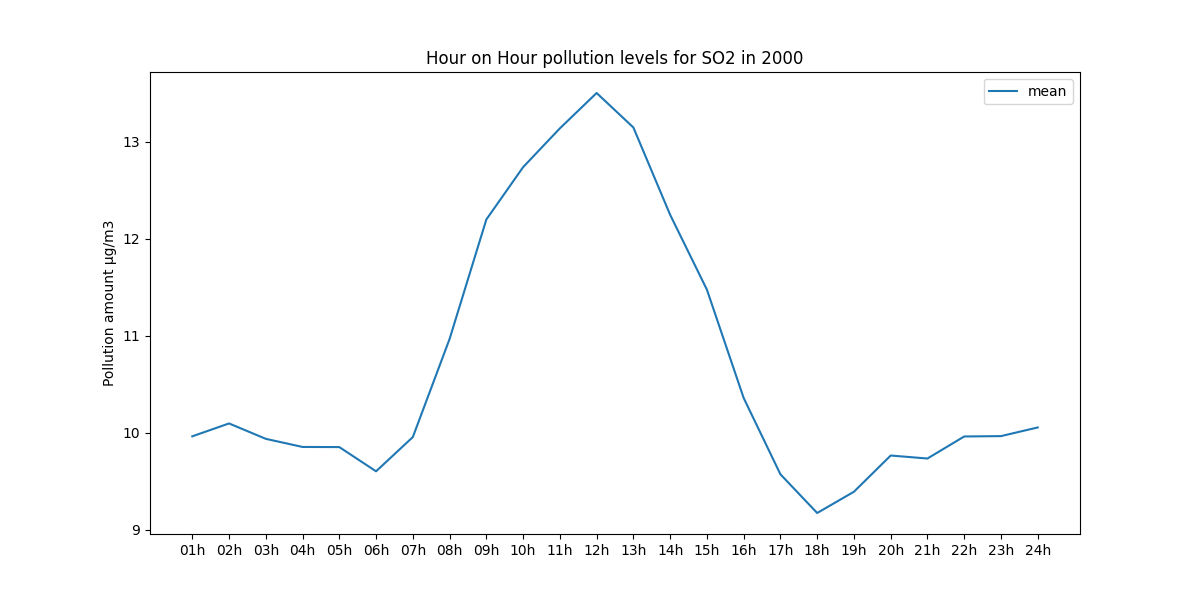 Hour on Hour pollution levels for SO2 in 2000
mean
Pollution amount µg/m3
13
12
11
10
9
01h 02h 03h 04h 05h 06h 07h 08h 09h 10h 11h 12h 13h 14h 15h 16h 17h 18h 19h 20h 21h 22h 23h 24h